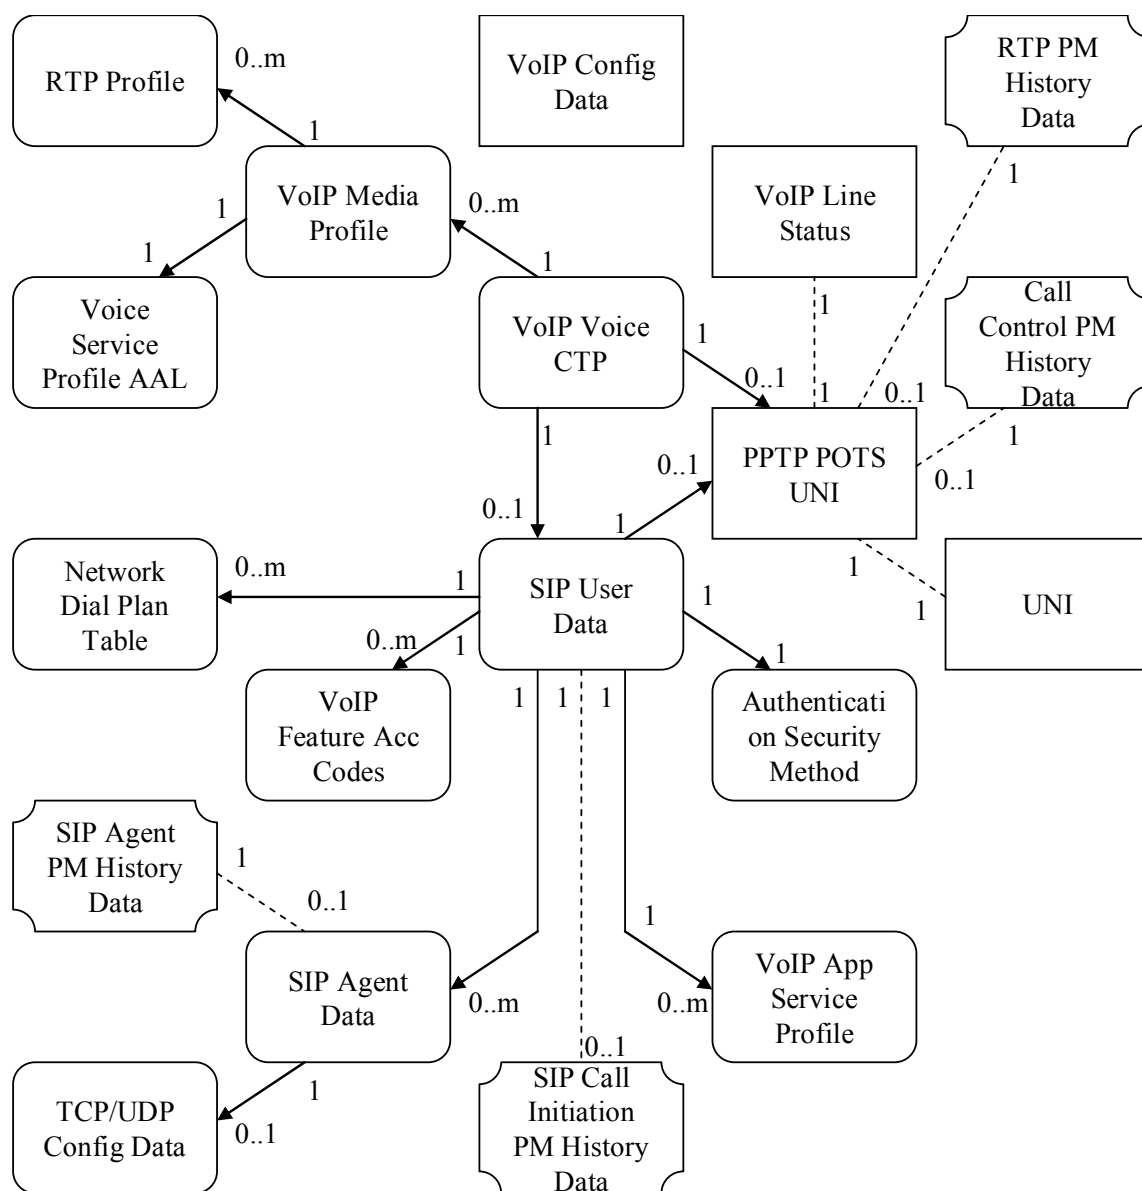 RTP Profile
0..m
1
VoIP Config
Data
RTP PM
History
Data
1
VoIP Media
Profile
0..m
1
1
1
VoIP Line
Status
1
Voice
Service
Profile AAL
VoIP Voice
CTP
1
0..1
1
1
0..1
Call
Control PM
History
Data
1
0..1
1
0..1
PPTP POTS
UNI
0..1
1
1
1
UNI
Network
Dial Plan
Table
0..m
1
SIP User
Data
0..m
1
1
1
VoIP
Feature Acc
Codes
1
1
1
Authenticati
on Security
Method
SIP Agent
PM History
Data
1
0..1
SIP Agent
Data
0..m
1
0..m
VoIP App
Service
Profile
1
0..1
TCP/UDP
Config Data
0..1
SIP Call
Initiation
PM History
Data